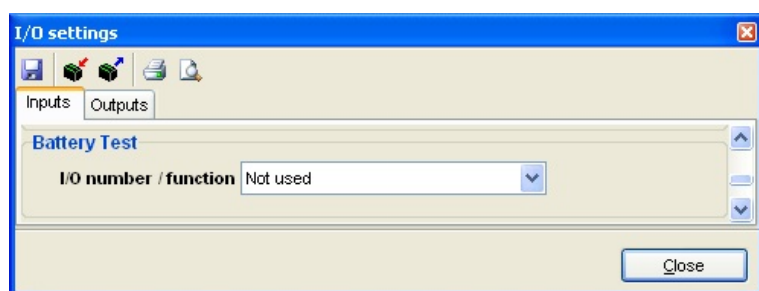 I/O settings
Inputs Outputs
Battery Test
I/O number / function Not used
Close